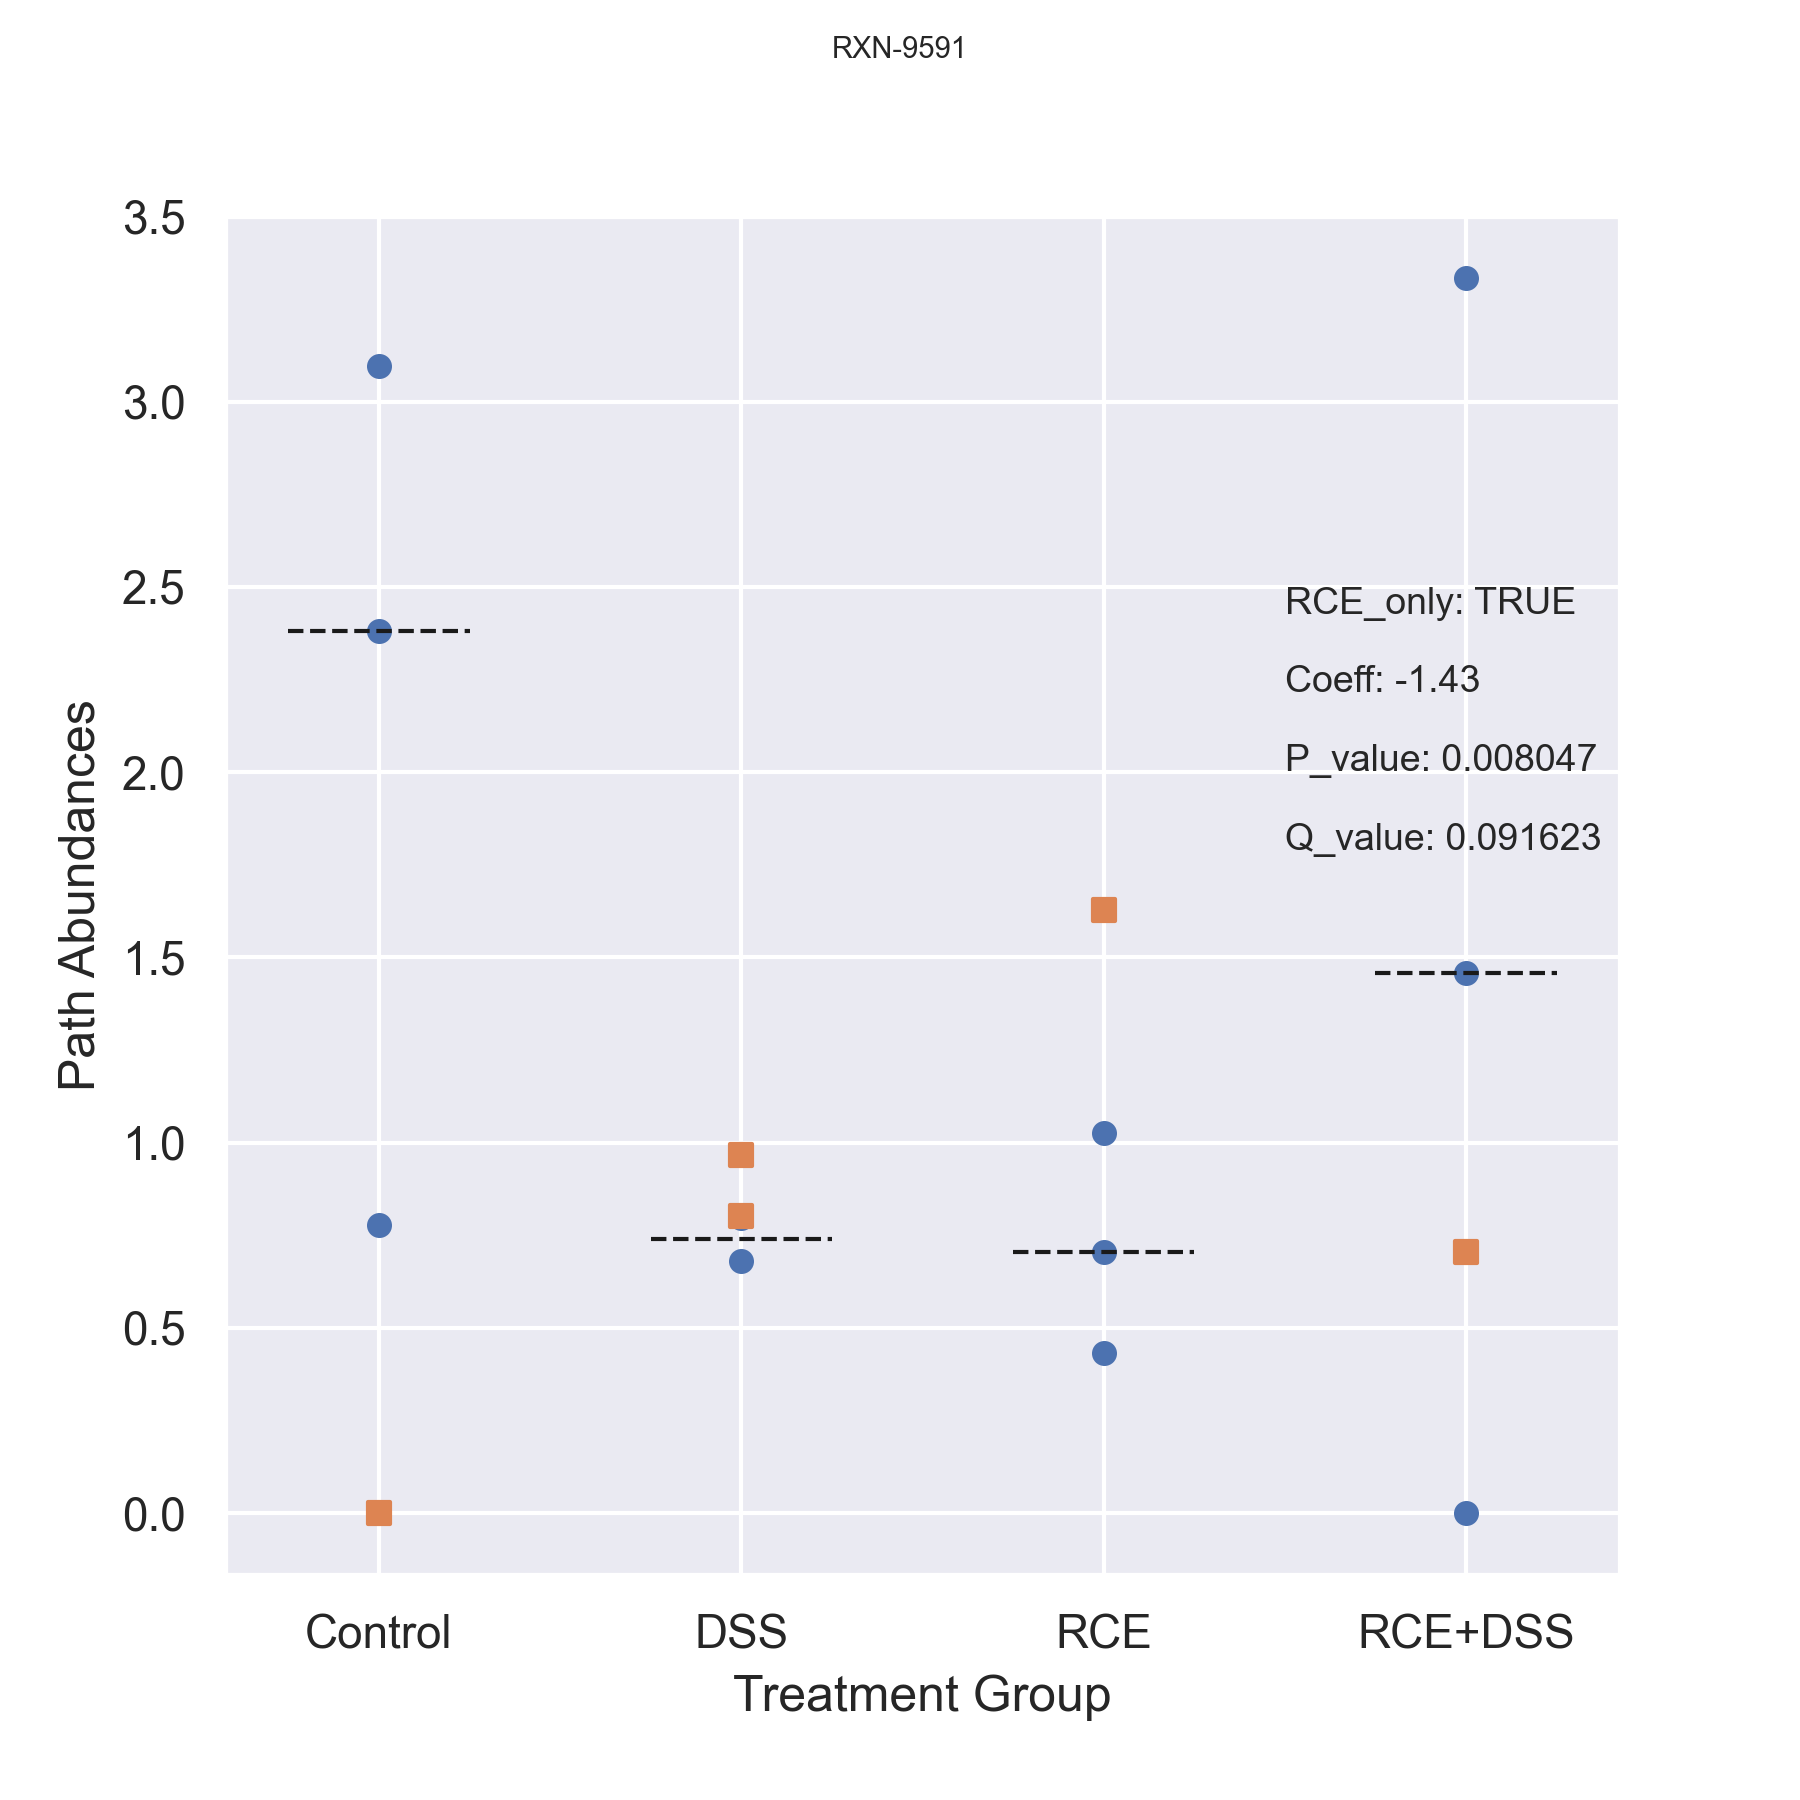 RXN-9591
3.5
3.0
2.5
2.0
1.5
1.0
0.5
0.0
Path Abundances
RCE_only: TRUE
Coeff: -1.43
P_value: 0.008047
Q_value: 0.091623
Control DSS RCE RCE+DSS
Treatment Group